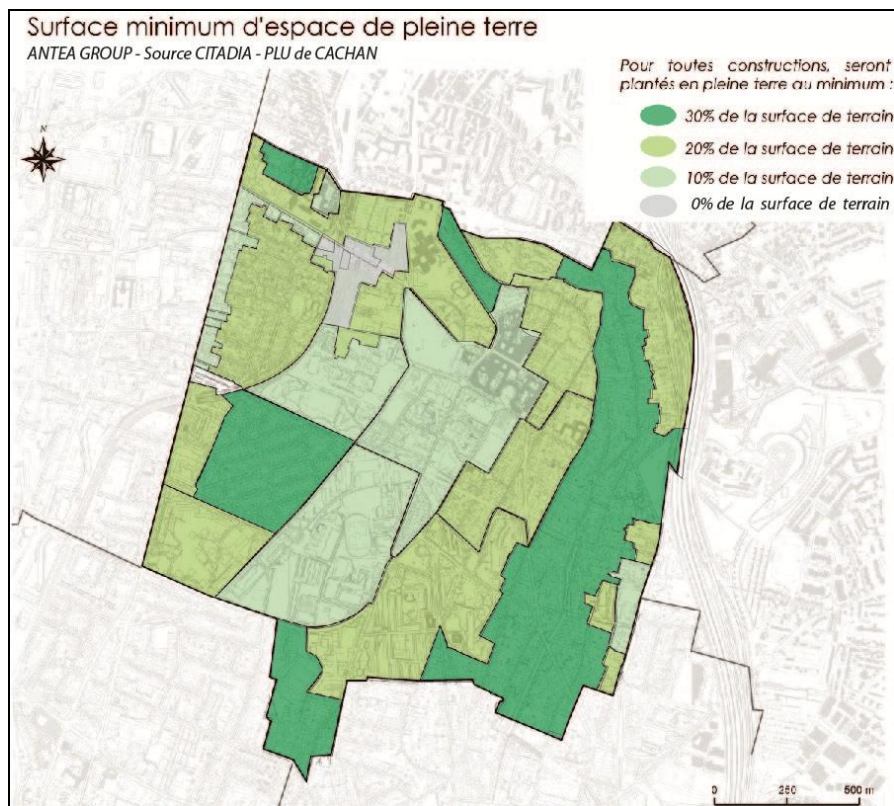 Surface minimum d'espace de pleine terre
ANTEA GROUP - Source CITADIA - PLU de CACHAN
Pour toutes constructions, seront
plantés en pleine terre au minimum :
30% de la surface de terrain
20% de la surface de terrain
10% de la surface de terrain
0% de la surface de terrain
N
0 250 500 m